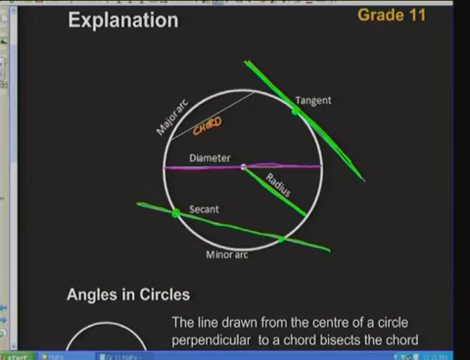 Explanation
Grade 11
Major arc
CHORD
Tangent
Diameter
Radius
Secant
Minor arc
Angles in Circles
The line drawn from the centre of a circle
perpendicular to a chord bisects the chord
start